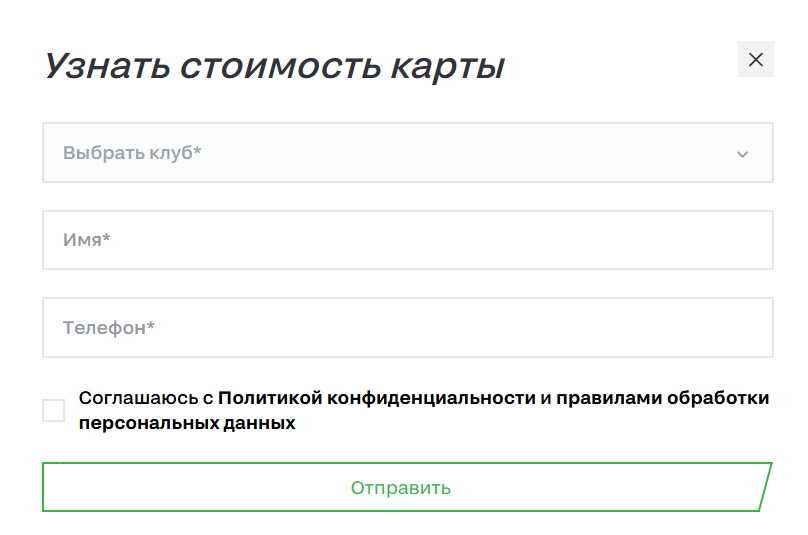 Узнать стоимость карты
Выбрать клуб*
Имя*
Телефон*
Соглашаюсь с Политикой конфиденциальности и правилами обработки
персональных данных
Отправить